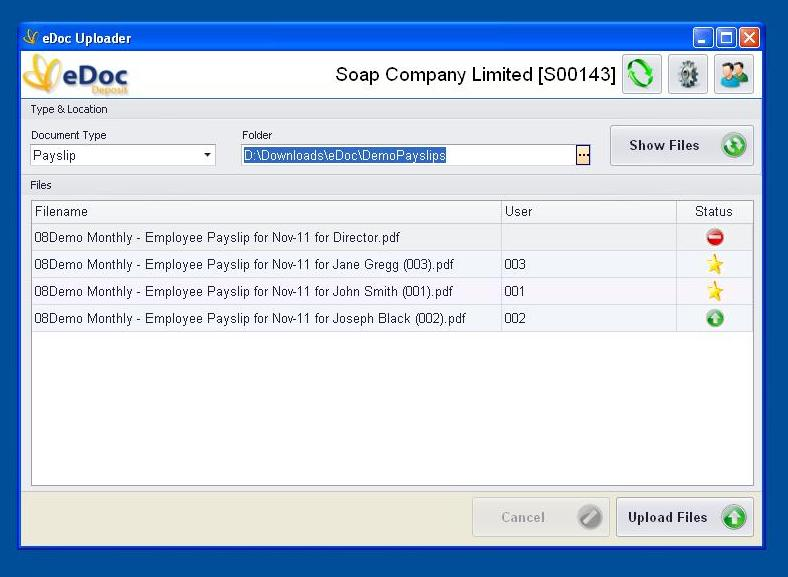 eDoc Uploader
eDoc
Deposit
Soap Company Limited [S00143]
Type & Location
Document Type
Folder
Payslip
D:\Downloads\eDoc\DemoPayslips
...
Show Files
Files
Filename User Status
08Demo Monthly - Employee Payslip for Nov-11 for Director.pdf
08Demo Monthly - Employee Payslip for Nov-11 for Jane Gregg (003).pdf 003
08Demo Monthly - Employee Payslip for Nov-11 for John Smith (001).pdf 001
08Demo Monthly - Employee Payslip for Nov-11 for Joseph Black (002).pdf 002
Cancel
Upload Files